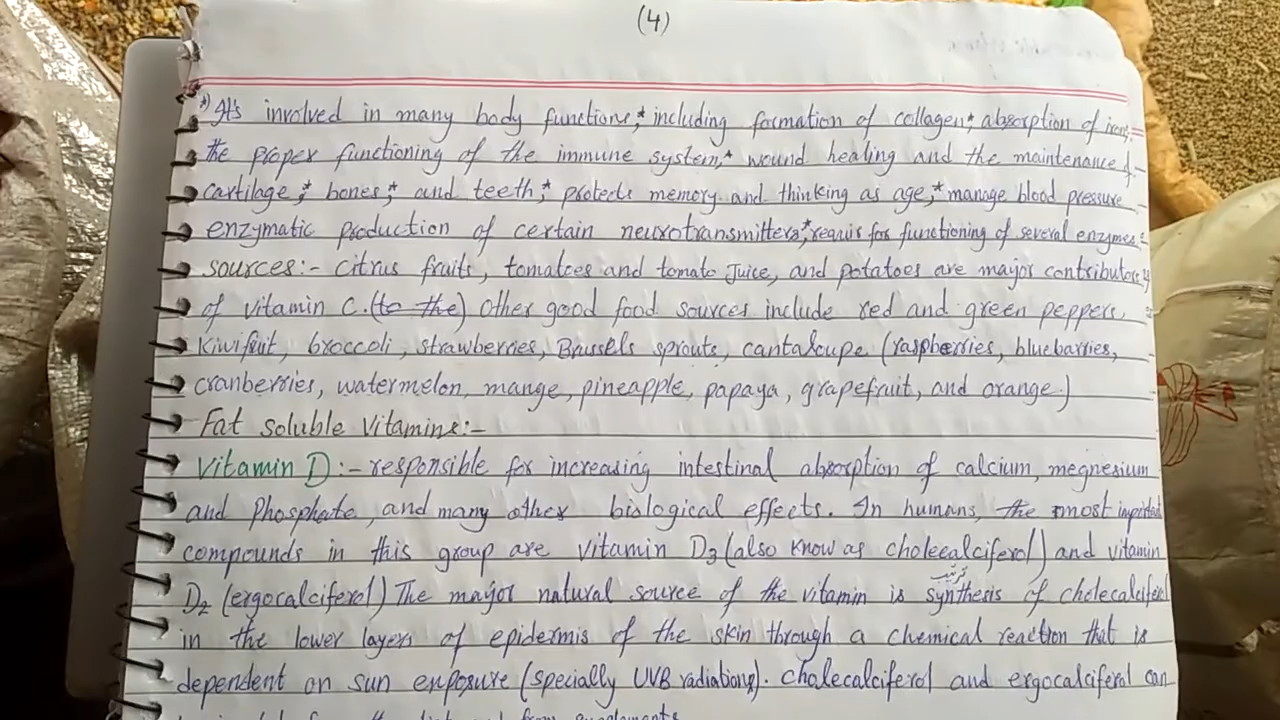 (4)
*) It's involved in many body functions,* including formation of collagen,* absorption of iron,
the proper functioning of the immune system,* wound healing and the maintenance of
cartilage,* bones,* and teeth,* protects memory and thinking as age,* manage blood pressure
enzymatic production of certain neurotransmitters,* requir for functioning of several enzymes.
sources:- citrus fruits, tomatoes and tomato Juice, and potatoes are major contributors
of vitamin C. (to the) Other good food sources include red and green peppers,
Kiwifuit, broccoli, strawberries, Brussels sprouts, cantaloupe (raspberries, bluebarries,
cranberries, watermelon, mange, pineapple, papaya, grapefruit, and orange.)
Fat soluble Vitamins:-
Vitamin D:- responsible for increasing intestinal absorption of calcium, megnesium
and Phosphate, and many other biological effects. In humans, the most
compounds in this group are vitamin D3 (also know as cholecalciferol) and vitamin
ترتیب
D2 (ergocalciferol) The major natural source of the vitamin is synthesis of cholecalciferol
in the lower layers of epidermis of the skin through a chemical reaction that is
dependent on sun exposure (specially UVB radiations). cholecalciferol and ergocalciferol can
from supplements